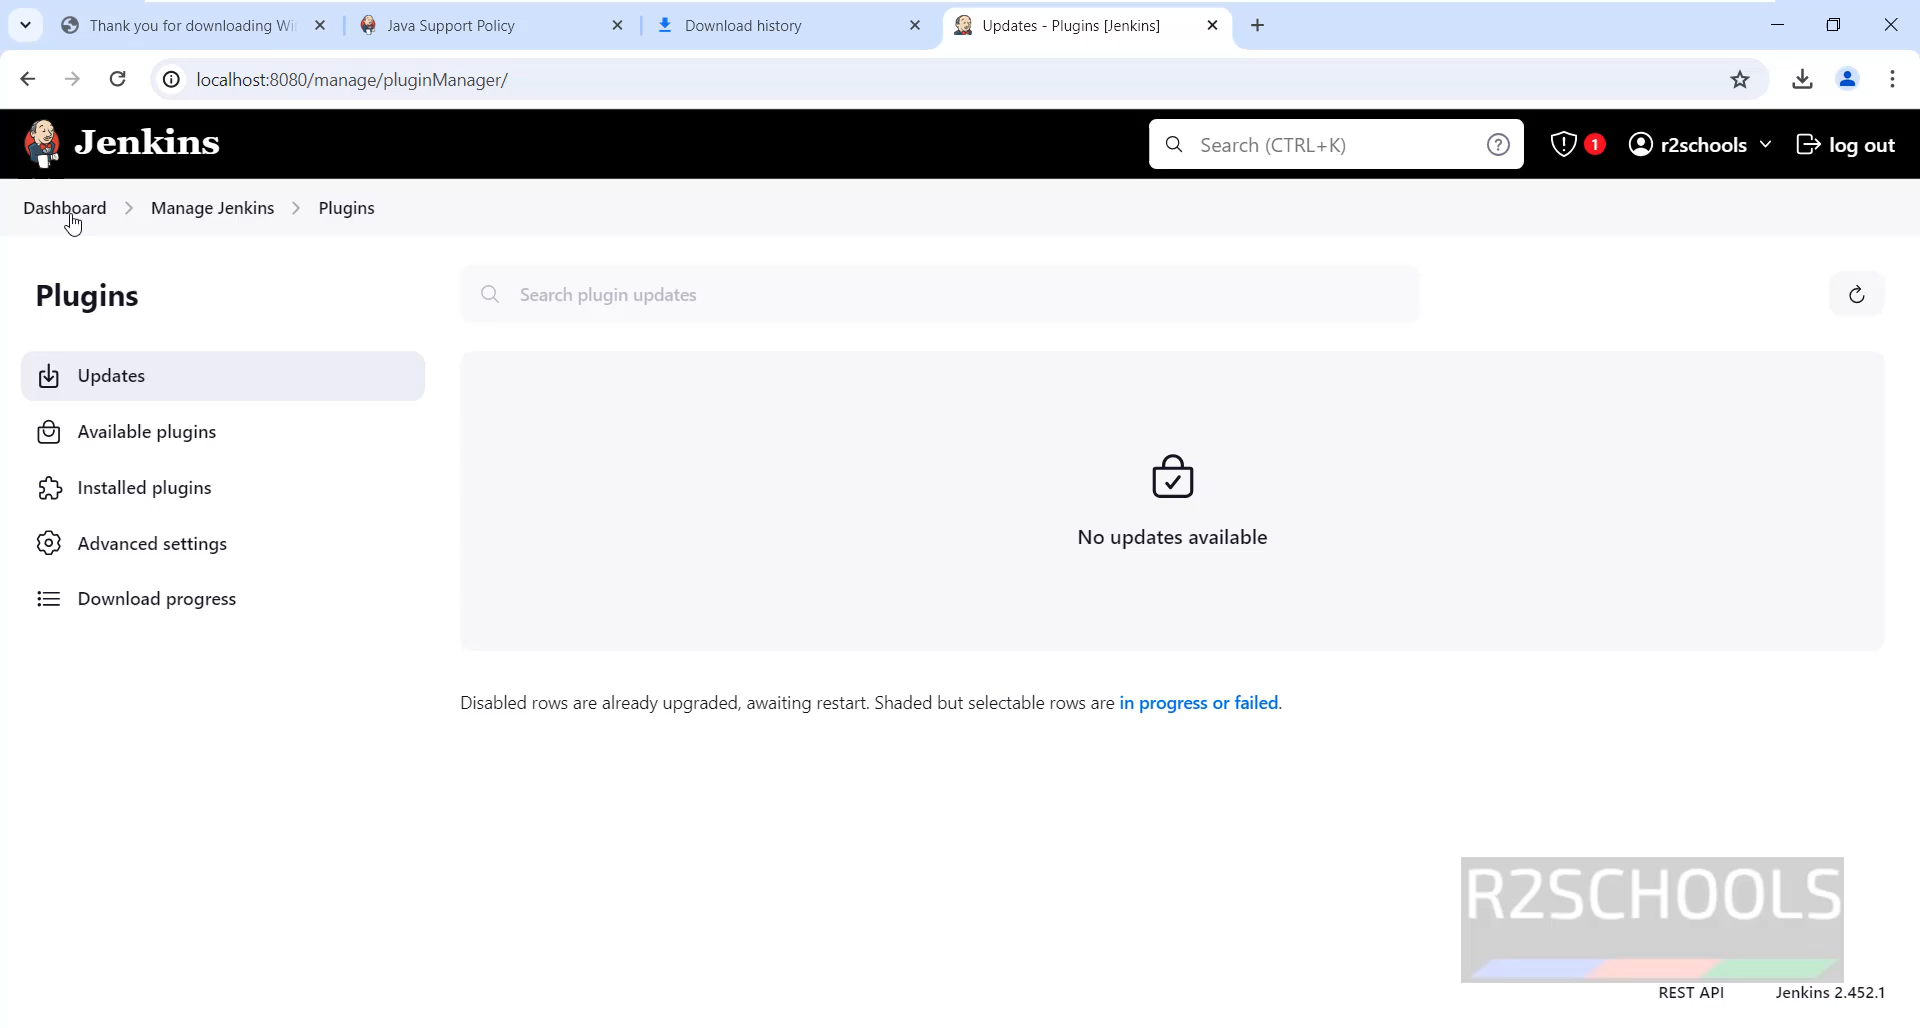 Thank you for downloading Wi
Java Support Policy
Download history
Updates - Plugins [Jenkins]
localhost:8080/manage/pluginManager/
Jenkins
Search (CTRL+K)
1
r2schools
log out
Dashboard
Manage Jenkins
Plugins
Plugins
Search plugin updates
Updates
Available plugins
Installed plugins
Advanced settings
Download progress
No updates available
Disabled rows are already upgraded, awaiting restart. Shaded but selectable rows are in progress or failed.
R2SCHOOLS
REST API
Jenkins 2.452.1